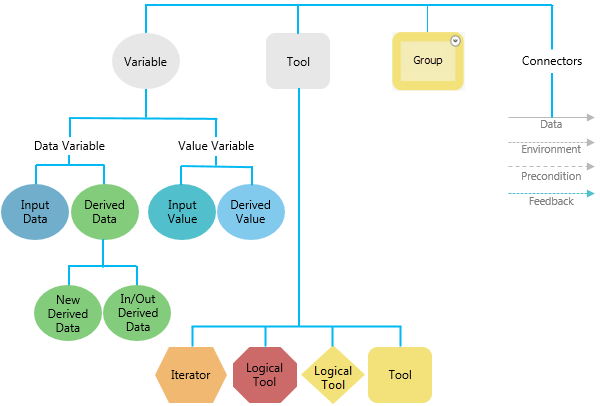 Variable
Tool
Group
Connectors
Data
Environment
Precondition
Feedback
Data Variable
Value Variable
Input
Data
Derived
Data
Input
Value
Derived
Value
New
Derived
Data
In/Out
Derived
Data
Iterator
Logical
Tool
Logical
Tool
Tool